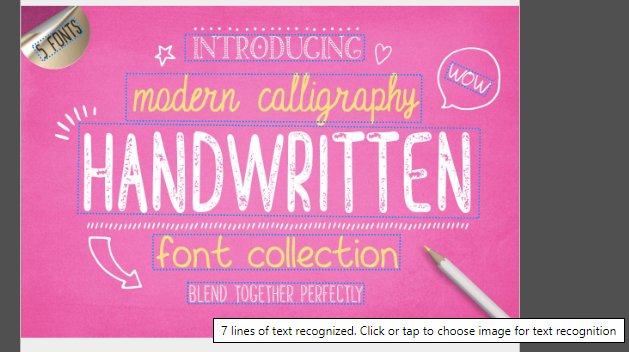 5 FONTS
INTRODUCING
modern calligraphy
WOW
HANDWRITTEN
font collection
BLEND TOGETHER PERFECTLY
7 lines of text recognized. Click or tap to choose image for text recognition